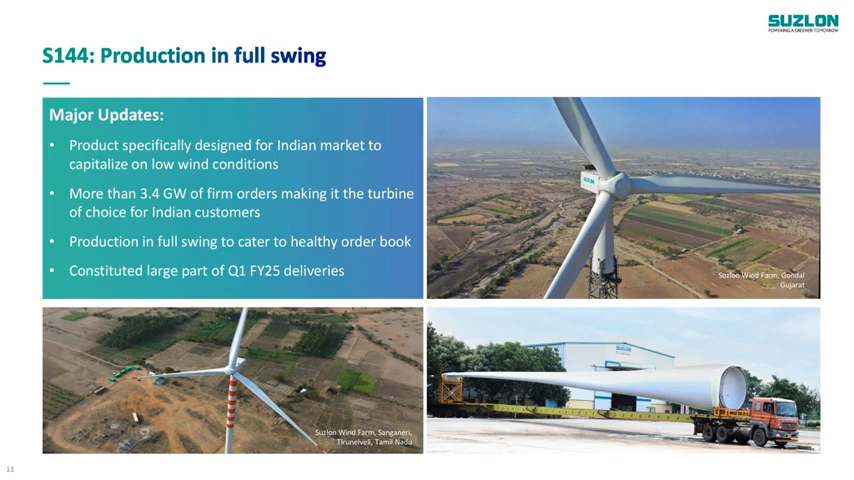 SUZLON
POWERING A GREENER TOMORROW
S144: Production in full swing
Major Updates:
• Product specifically designed for Indian market to
capitalize on low wind conditions
• More than 3.4 GW of firm orders making it the turbine
of choice for Indian customers
• Production in full swing to cater to healthy order book
• Constituted large part of Q1 FY25 deliveries
SUZLON
Suzlon Wind Farm, Gondal
Gujarat
Suzlon Wind Farm, Sanganeri,
Tirunelveli, Tamil Nadu
SUZLON
11